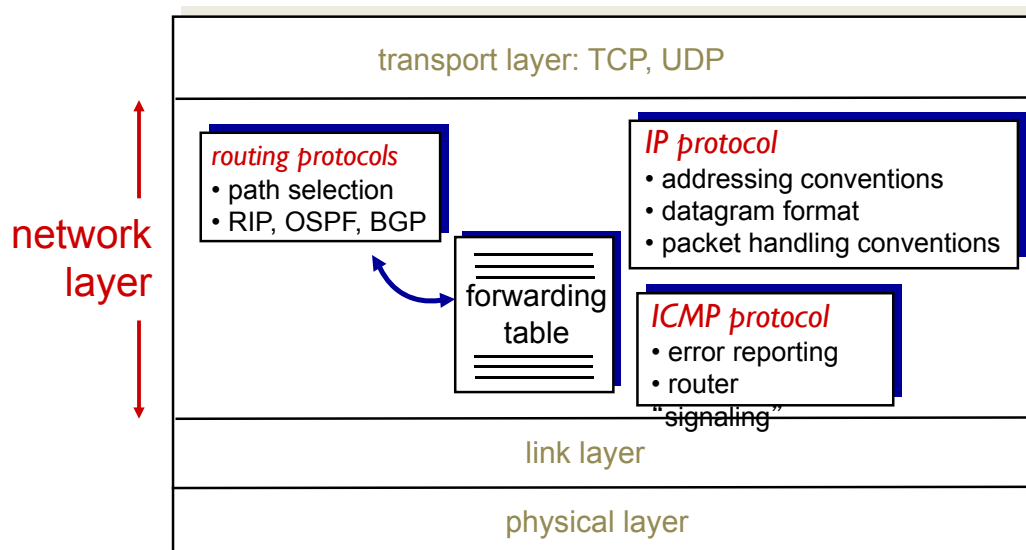 transport layer: TCP, UDP
network
layer
routing protocols
• path selection
• RIP, OSPF, BGP
forwarding
table
IP protocol
• addressing conventions
• datagram format
• packet handling conventions
ICMP protocol
• error reporting
• router
“signaling”
link layer
physical layer